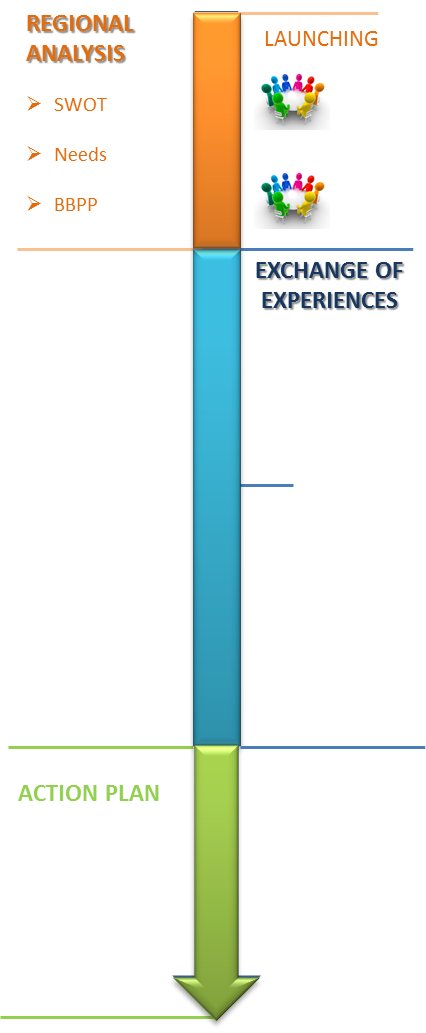 REGIONAL
ANALYSIS
SWOT
Needs
BBPP
LAUNCHING
EXCHANGE OF
EXPERIENCES
ACTION PLAN